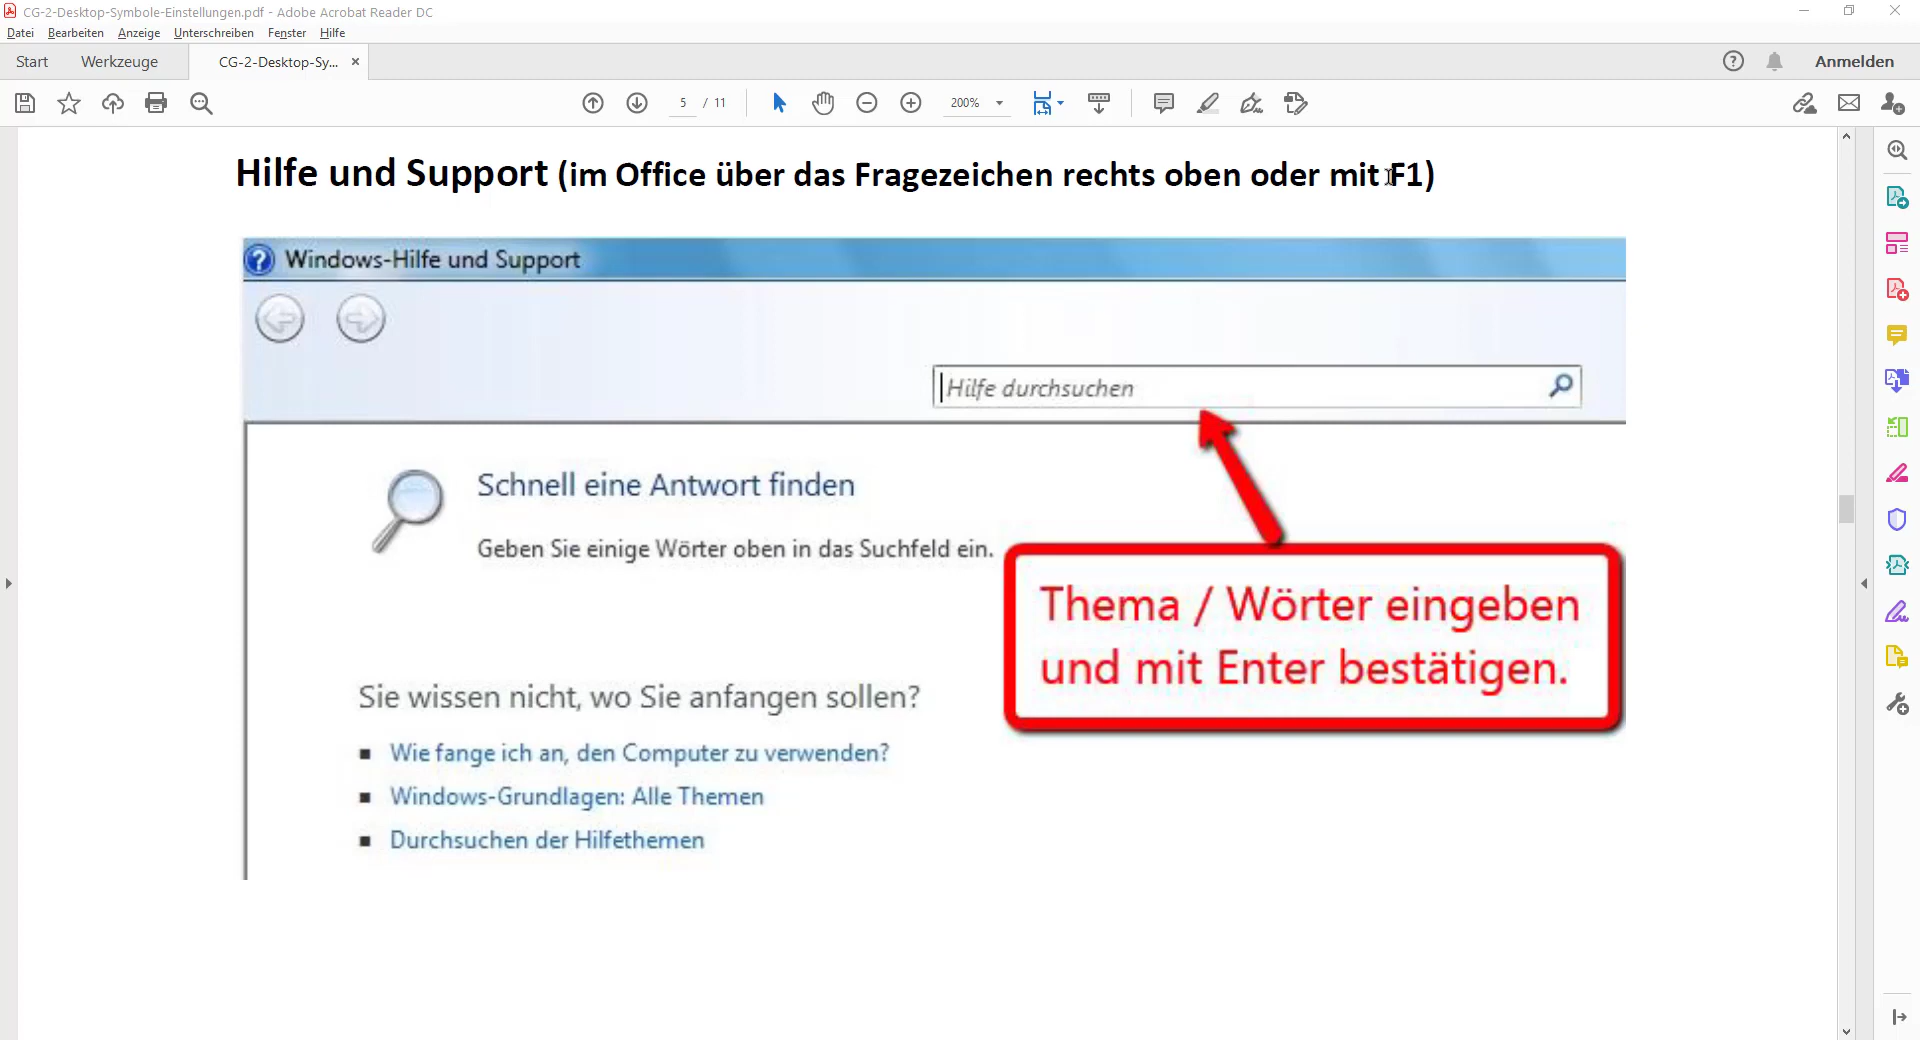 CG-2-Desktop-Symbole-Einstellungen.pdf - Adobe Acrobat Reader DC
Datei Bearbeiten Anzeige Unterschreiben Fenster Hilfe
Start Werkzeuge CG-2-Desktop-Sy... × Anmelden
5 / 11 200%
Hilfe und Support (im Office über das Fragezeichen rechts oben oder mit F1)
Windows-Hilfe und Support
Hilfe durchsuchen
Schnell eine Antwort finden
Geben Sie einige Wörter oben in das Suchfeld ein.
Thema / Wörter eingeben
und mit Enter bestätigen.
Sie wissen nicht, wo Sie anfangen sollen?
Wie fange ich an, den Computer zu verwenden?
Windows-Grundlagen: Alle Themen
Durchsuchen der Hilfethemen